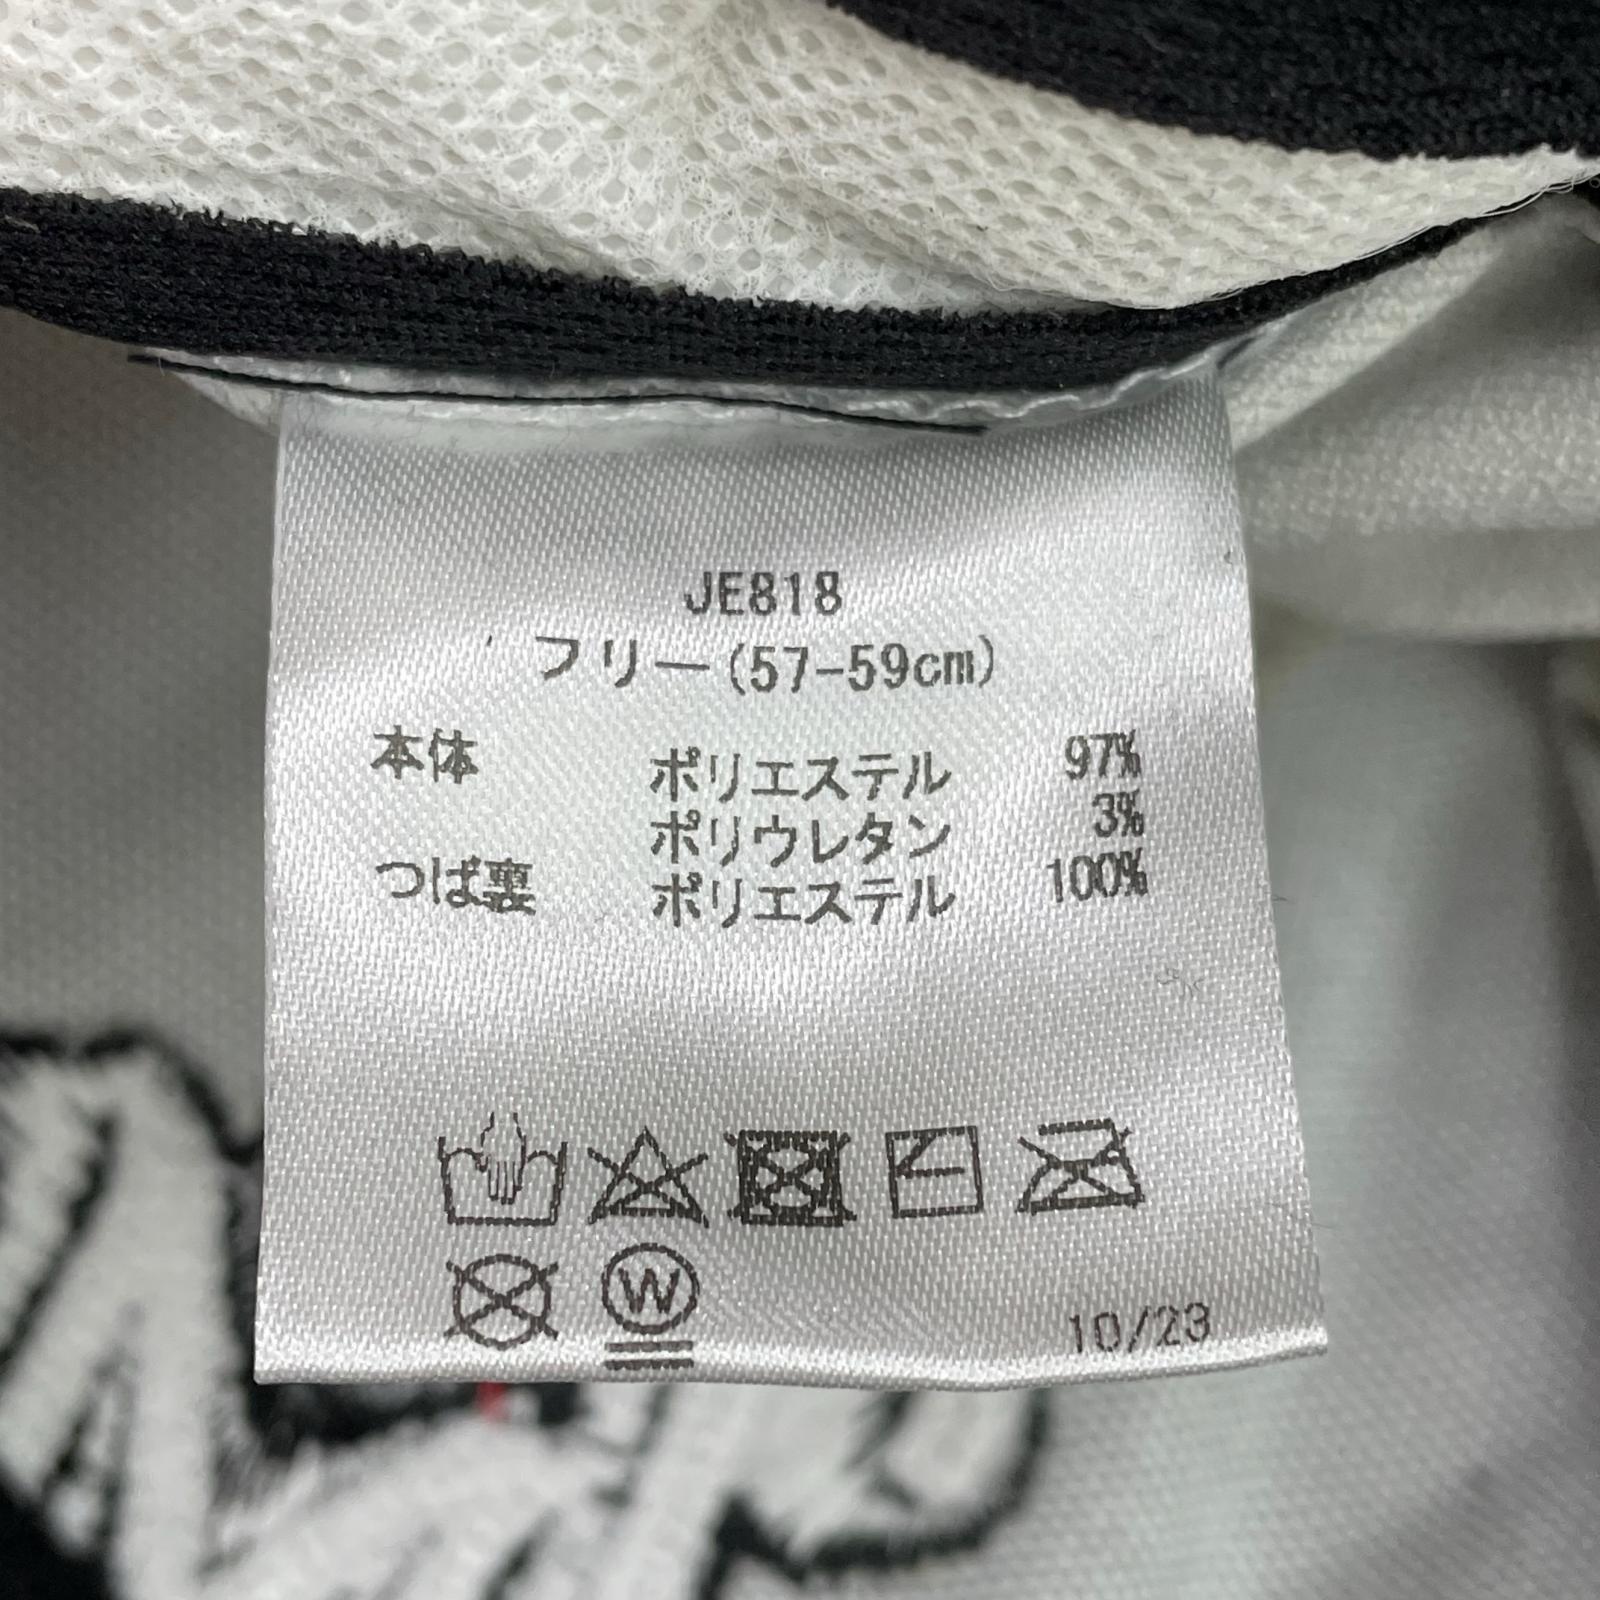 JE818
フリー(57-59cm)
本体 ポリエステル 97%
ポリウレタン 3%
つば裏 ポリエステル 100%
W
10/23